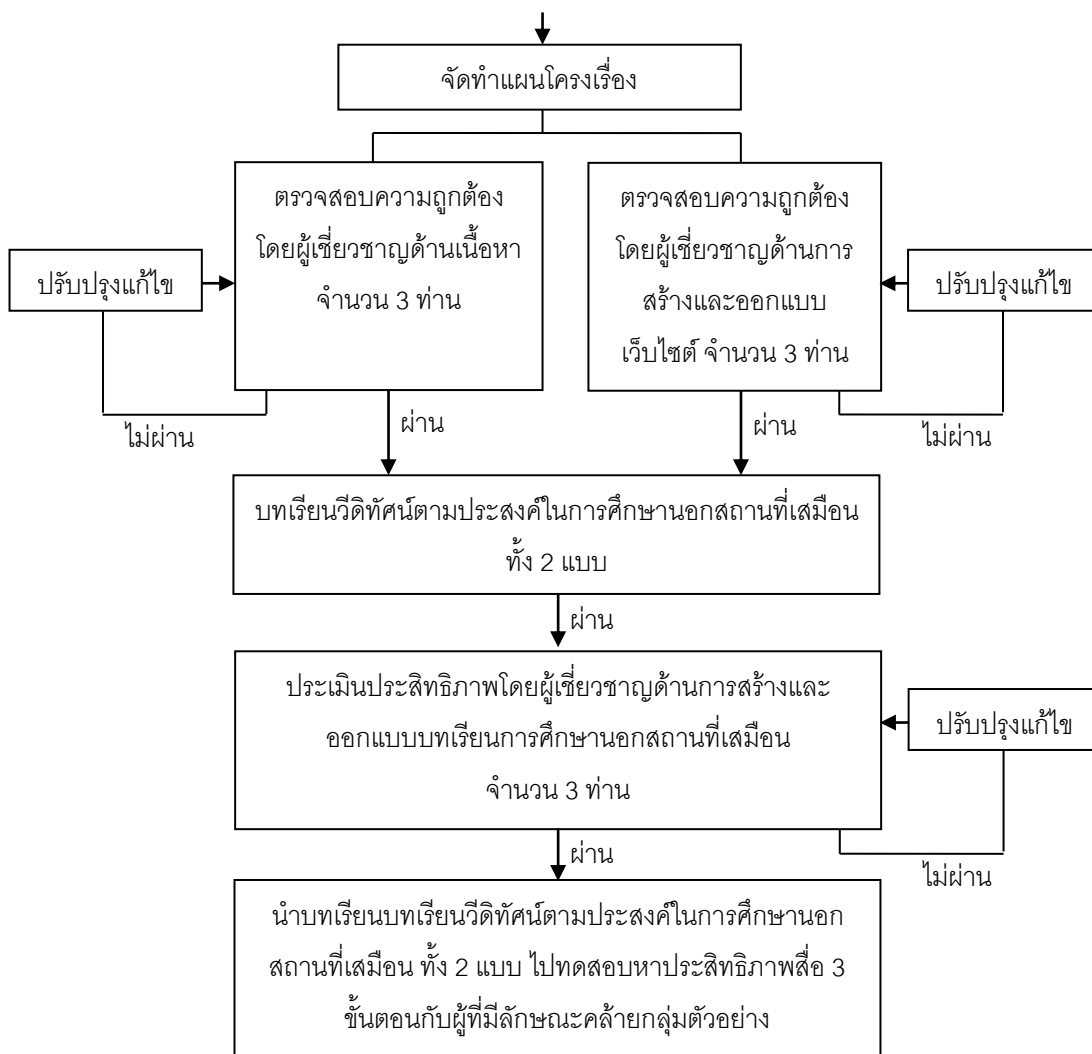 จัดทำแผนโครงเรื่อง
ตรวจสอบความถูกต้อง
โดยผู้เชี่ยวชาญด้านเนื้อหา
จำนวน 3 ท่าน
ตรวจสอบความถูกต้อง
โดยผู้เชี่ยวชาญด้านการ
สร้างและออกแบบ
เว็บไซต์ จำนวน 3 ท่าน
ปรับปรุงแก้ไข
ปรับปรุงแก้ไข
ไม่ผ่าน
ผ่าน
ผ่าน
ไม่ผ่าน
บทเรียนวีดิทัศน์ตามประสงค์ในการศึกษานอกสถานที่เสมือน
ทั้ง 2 แบบ
ผ่าน
ประเมินประสิทธิภาพโดยผู้เชี่ยวชาญด้านการสร้างและ
ออกแบบบทเรียนการศึกษานอกสถานที่เสมือน
จำนวน 3 ท่าน
ปรับปรุงแก้ไข
ผ่าน
ไม่ผ่าน
นำบทเรียนบทเรียนวีดิทัศน์ตามประสงค์ในการศึกษานอก
สถานที่เสมือน ทั้ง 2 แบบ ไปทดสอบหาประสิทธิภาพสื่อ 3
ขั้นตอนกับผู้ที่มีลักษณะคล้ายกลุ่มตัวอย่าง